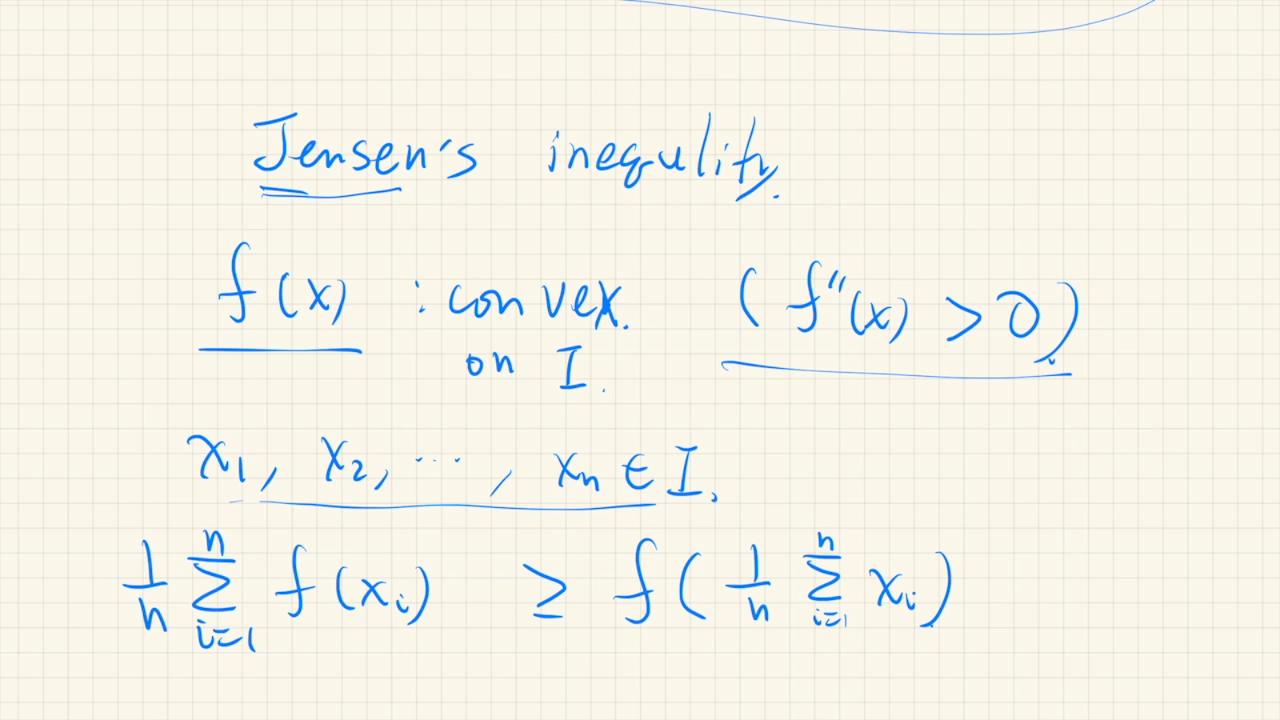 Jensen's inequlity.
f(x) : convex. (f''(x) > 0)
on I.
x₁, x₂, ⋯, xₙ ∈ I,
1/n ∑_{i=1}^{n} f(xᵢ) ≥ f(1/n ∑_{i=1}^{n} xᵢ)